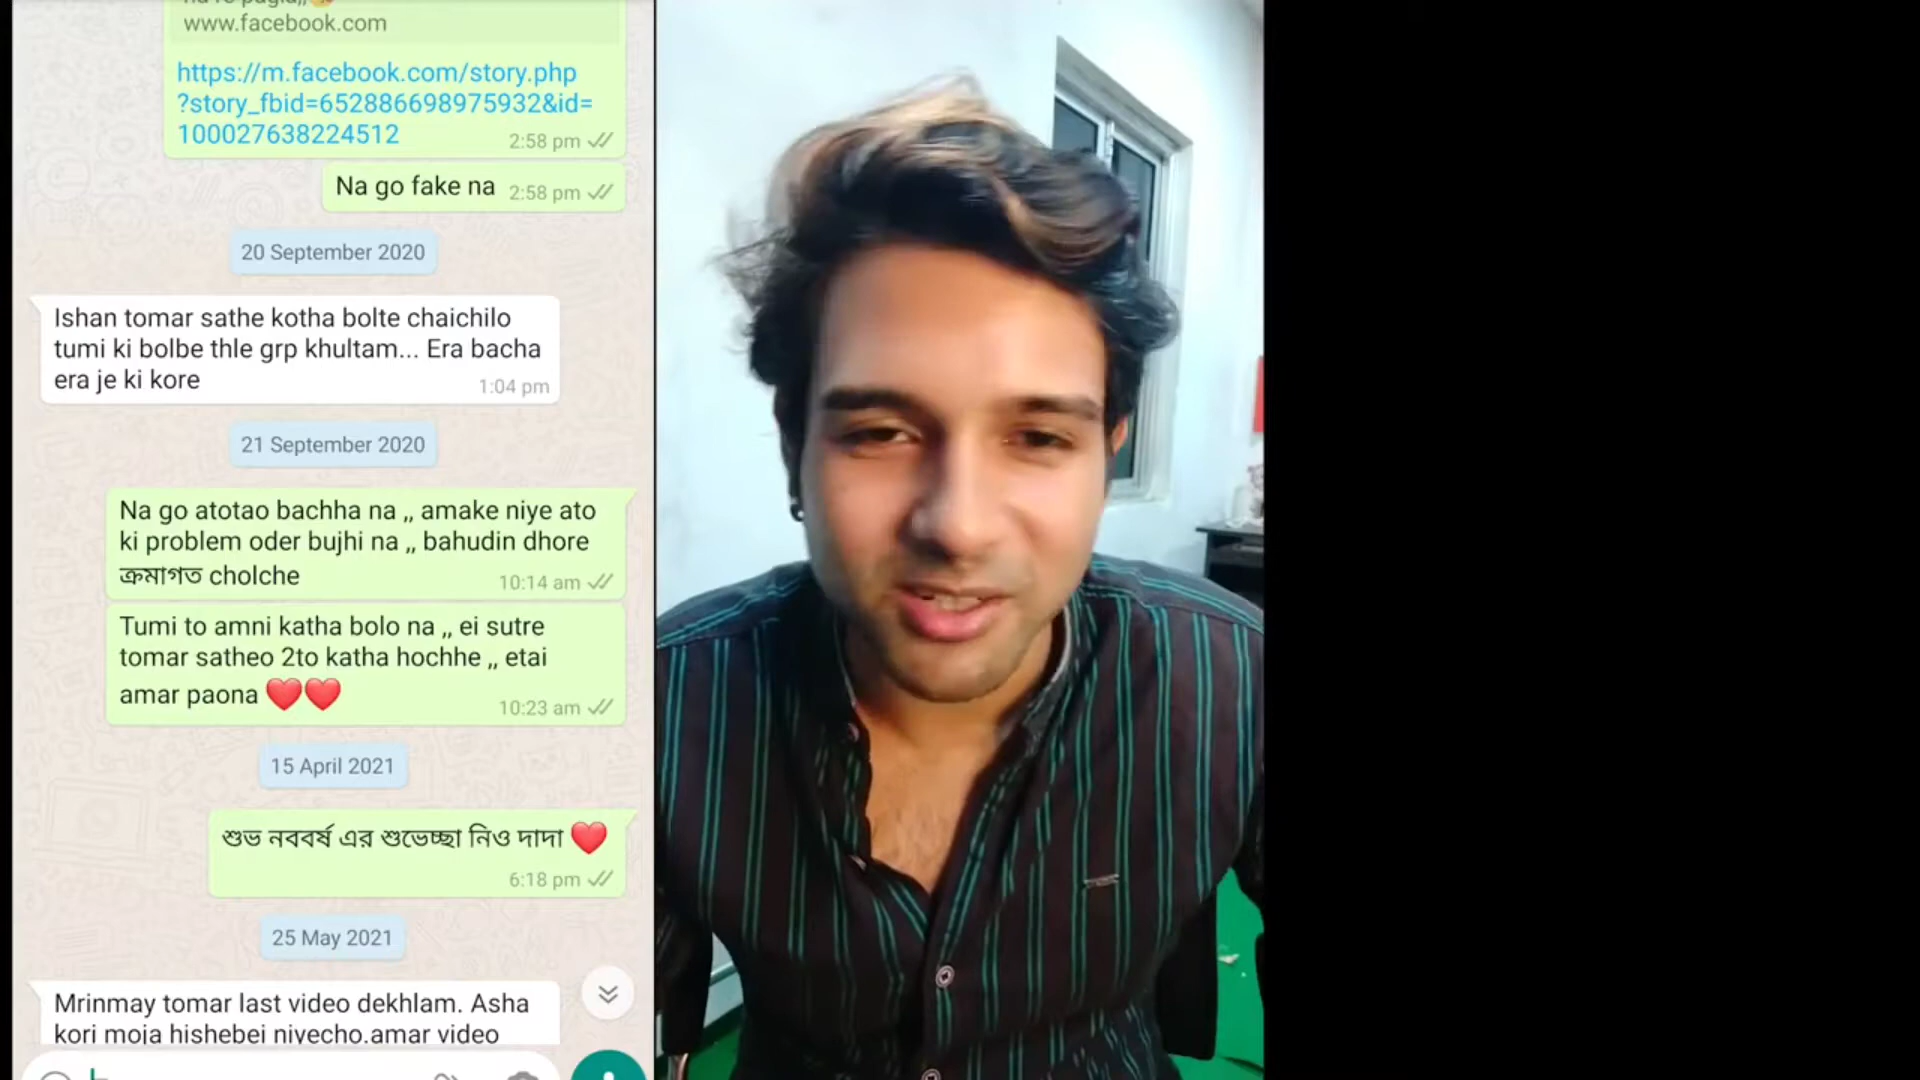 www.facebook.com
https://m.facebook.com/story.php
?story_fbid=652886698975932&id=
100027638224512 2:58 pm
Na go fake na 2:58 pm
20 September 2020
Ishan tomar sathe kotha bolte chaichilo
tumi ki bolbe thle grp khultam... Era bacha
era je ki kore 1:04 pm
21 September 2020
Na go atotao bachha na ,, amake niye ato
ki problem oder bujhi na ,, bahudin dhore
ক্রমাগত cholche 10:14 am
Tumi to amni katha bolo na ,, ei sutre
tomar satheo 2to katha hochhe ,, etai
amar paona ❤️❤️ 10:23 am
15 April 2021
শুভ নববর্ষ এর শুভেচ্ছা নিও দাদা ❤️
6:18 pm
25 May 2021
Mrinmay tomar last video dekhlam. Asha
kori moja hishebei niyecho.amar video